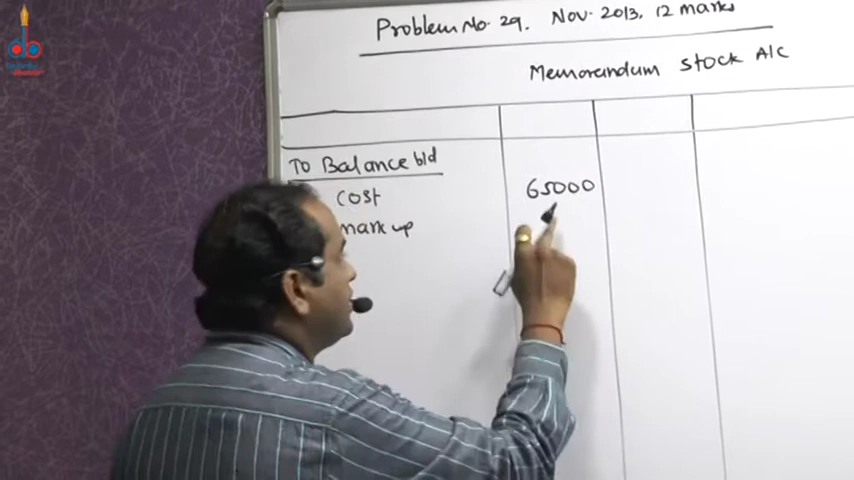 Problem No. 29. Nov. 2013. 12 marks
Memorandum stock A/c
To Balance b/d
cost 65000
mark up